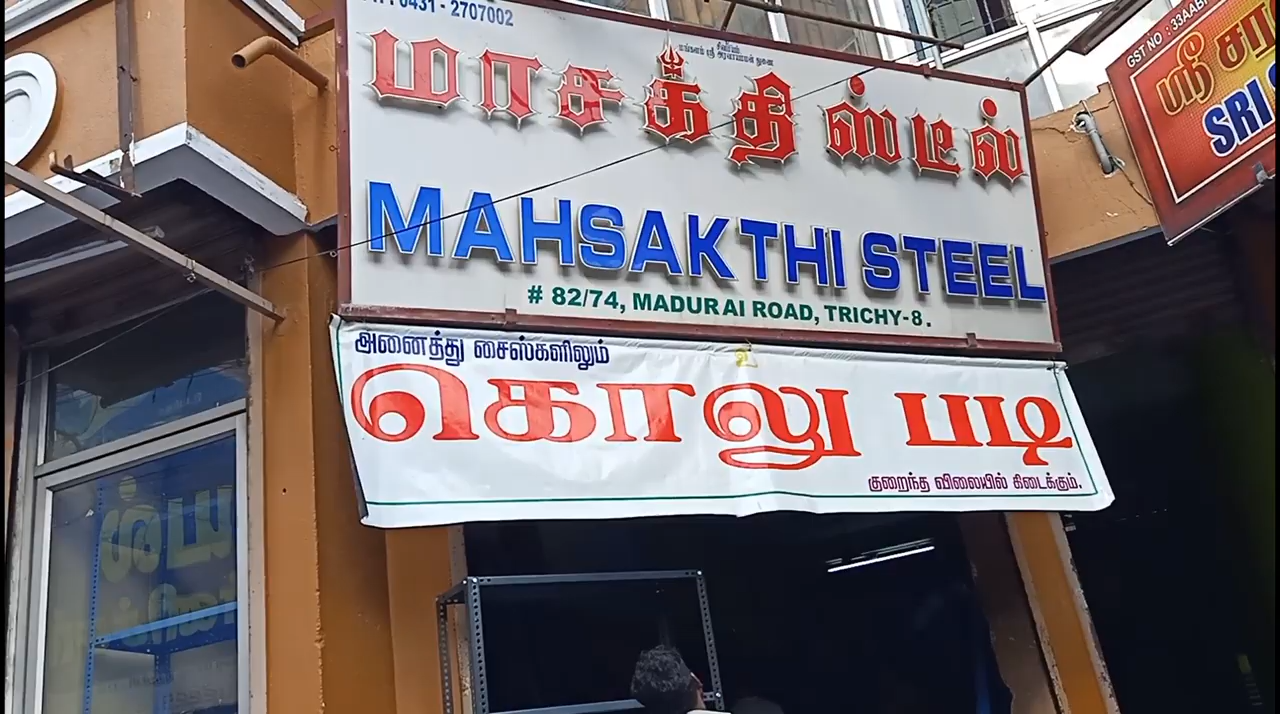 0431 - 2707002
மாசக்தி ஸ்டீல்
MAHSAKTHI STEEL
# 82/74, MADURAI ROAD, TRICHY-8.
அனைத்து சைஸ்களிலும்
கொலு படி
குறைந்த விலையில் கிடைக்கும்.
GST NO : 33AAB
ஸ்ரீ சா
SRI S